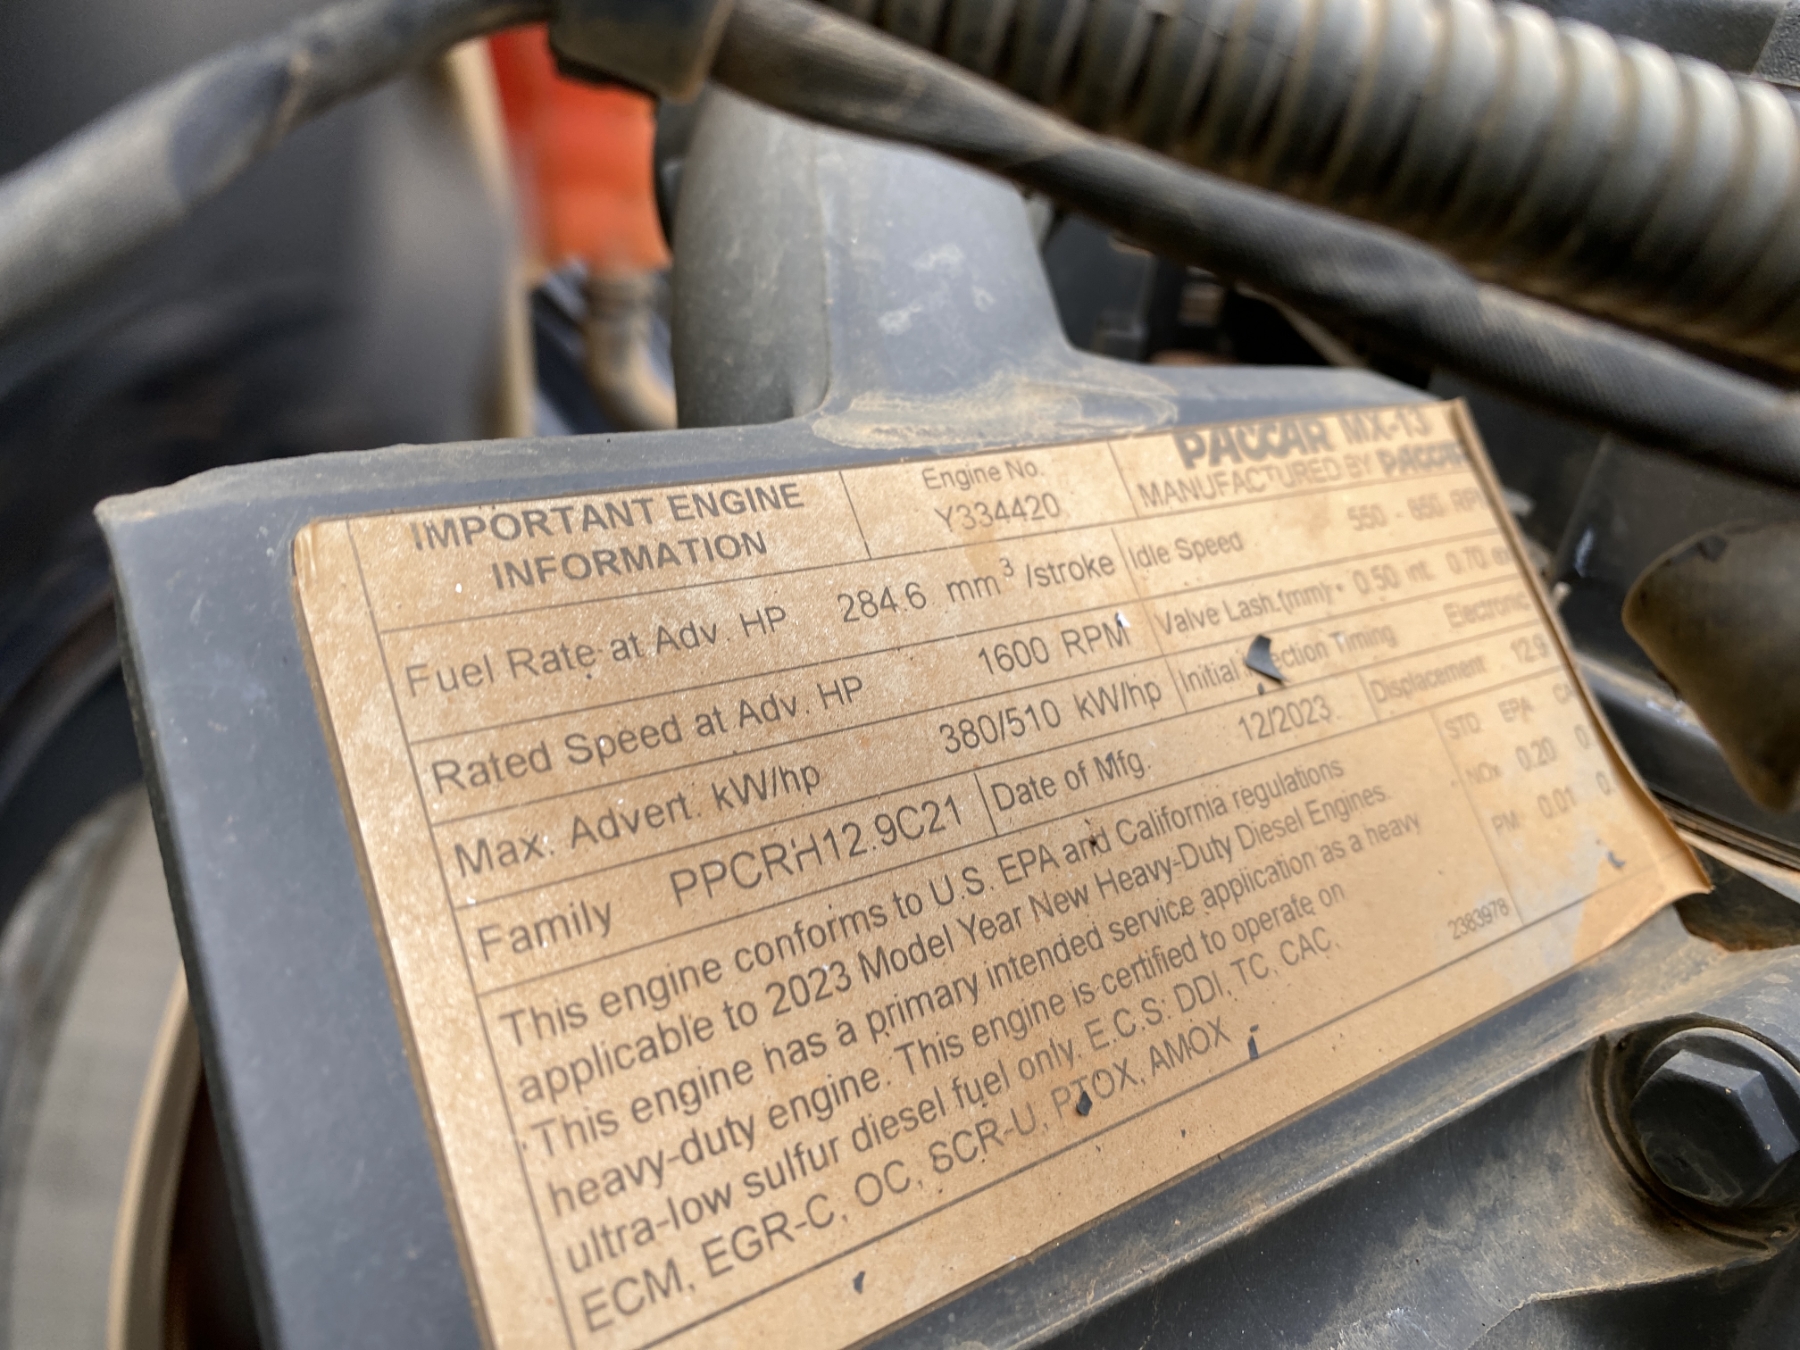 IMPORTANT ENGINE
INFORMATION
Engine No.
Y334420
PACCAR MX-13
MANUFACTURED BY PACCAR
Fuel Rate at Adv. HP 284.6 mm³ /stroke
Idle Speed 550 - 650 RPM
Rated Speed at Adv. HP 1600 RPM
Valve Lash.(mm) 0.50 int. 0.70
Max. Advert. kW/hp 380/510 kW/hp
Initial Timing Electronic
Family PPCRH12.9C21
Date of Mfg. 12/2023
Displacement 12.9
This engine conforms to U.S. EPA and California regulations
applicable to 2023 Model Year New Heavy-Duty Diesel Engines.
This engine has a primary intended service application as a heavy
heavy-duty engine. This engine is certified to operate on
ultra-low sulfur diesel fuel only. E.C.S: DDI, TC, CAC,
ECM, EGR-C, OC, SCR-U, PTOX, AMOX
STD EPA
NOx 0.20
PM 0.01
2383978